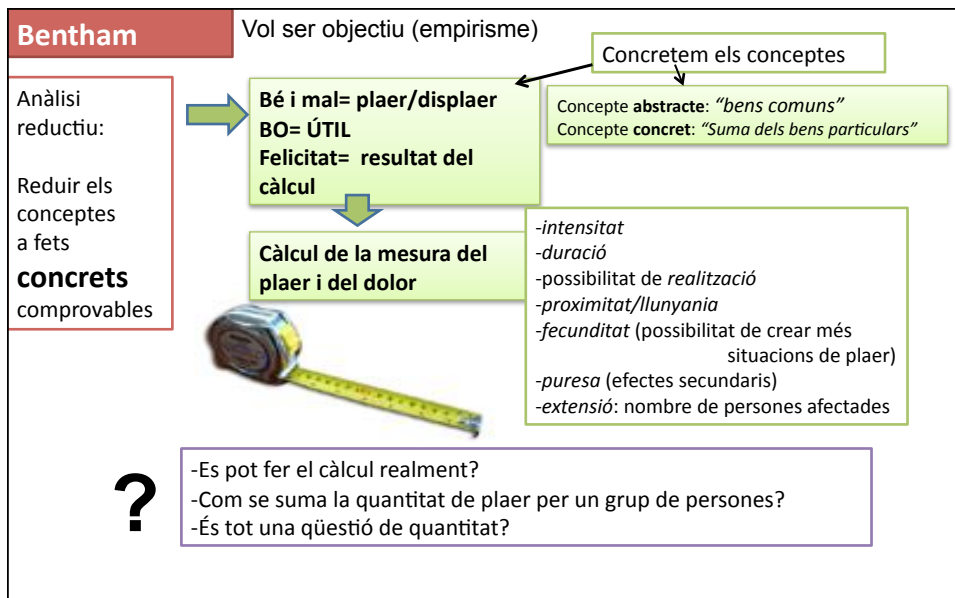 Bentham
Vol ser objectiu (empirisme)
Concretem els conceptes
Anàlisi
reductiu:
Reduir els
conceptes
a fets
concrets
comprovables
Bé i mal= plaer/displaer
BO= ÚTIL
Felicitat= resultat del
càlcul
Concepte abstracte: “bens comuns”
Concepte concret: “Suma dels bens particulars”
Càlcul de la mesura del
plaer i del dolor
-intensitat
-duració
-possibilitat de realització
-proximitat/llunyania
-fecunditat (possibilitat de crear més
situacions de plaer)
-puresa (efectes secundaris)
-extensió: nombre de persones afectades
?
-Es pot fer el càlcul realment?
-Com se suma la quantitat de plaer per un grup de persones?
-És tot una qüestió de quantitat?